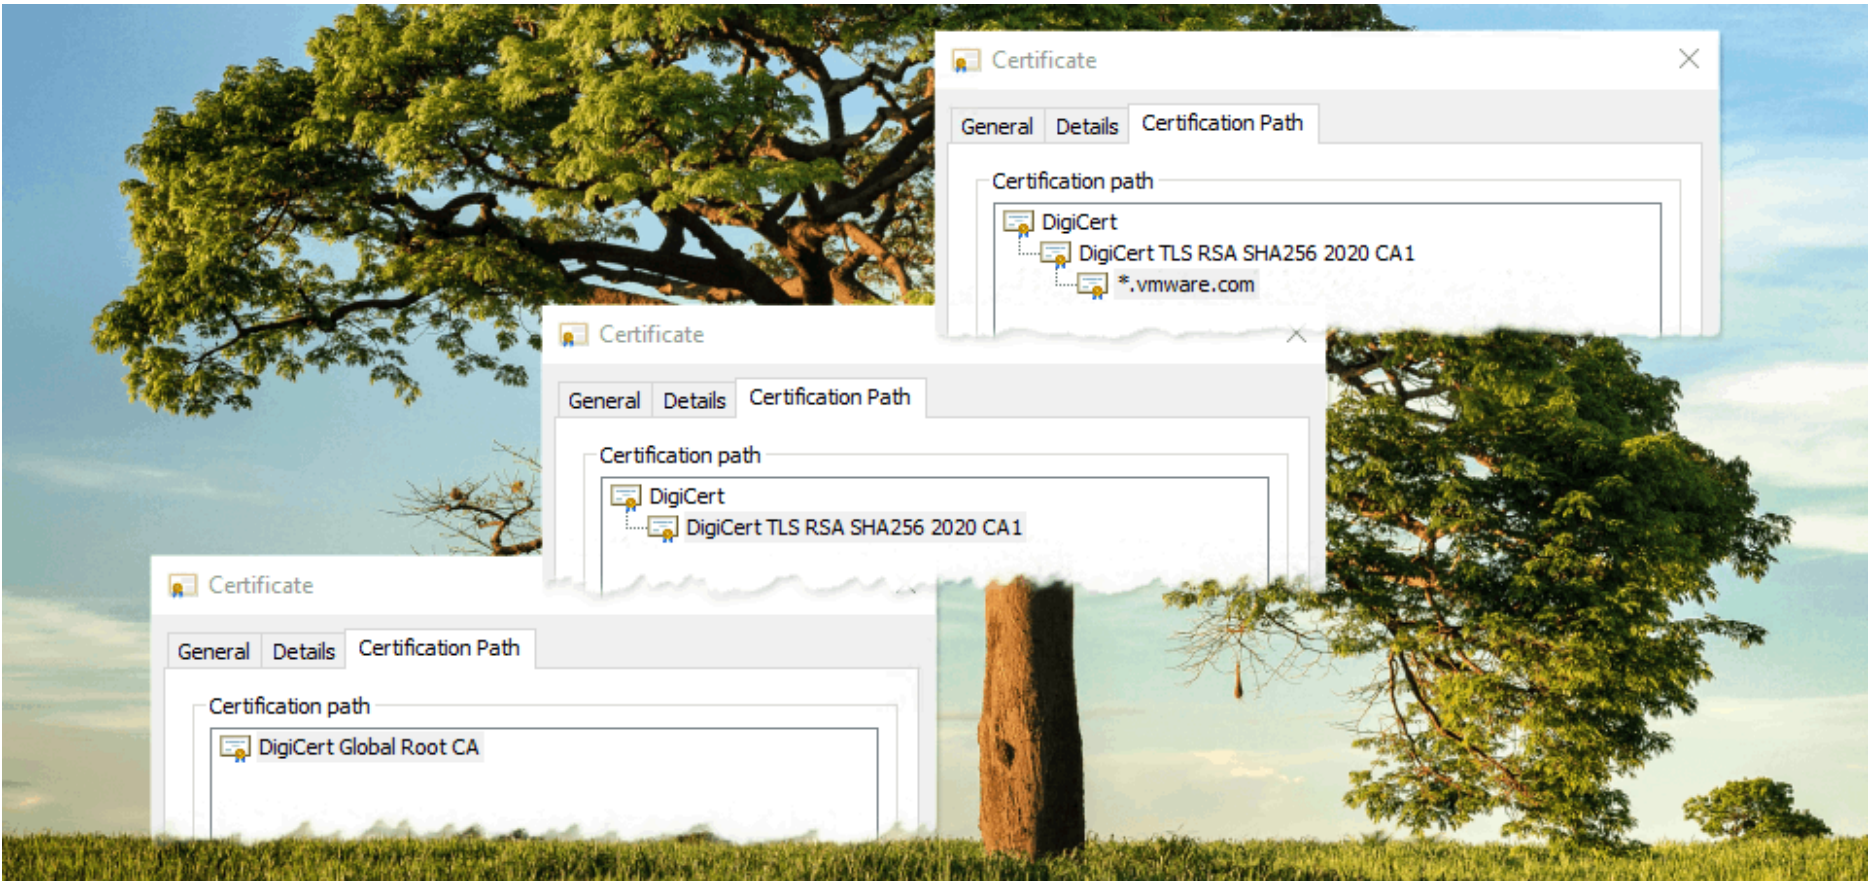 Certificate
General Details Certification Path
Certification path
DigiCert
DigiCert TLS RSA SHA256 2020 CA1
*.vmware.com
Certificate
General Details Certification Path
Certification path
DigiCert
DigiCert TLS RSA SHA256 2020 CA1
Certificate
General Details Certification Path
Certification path
DigiCert Global Root CA